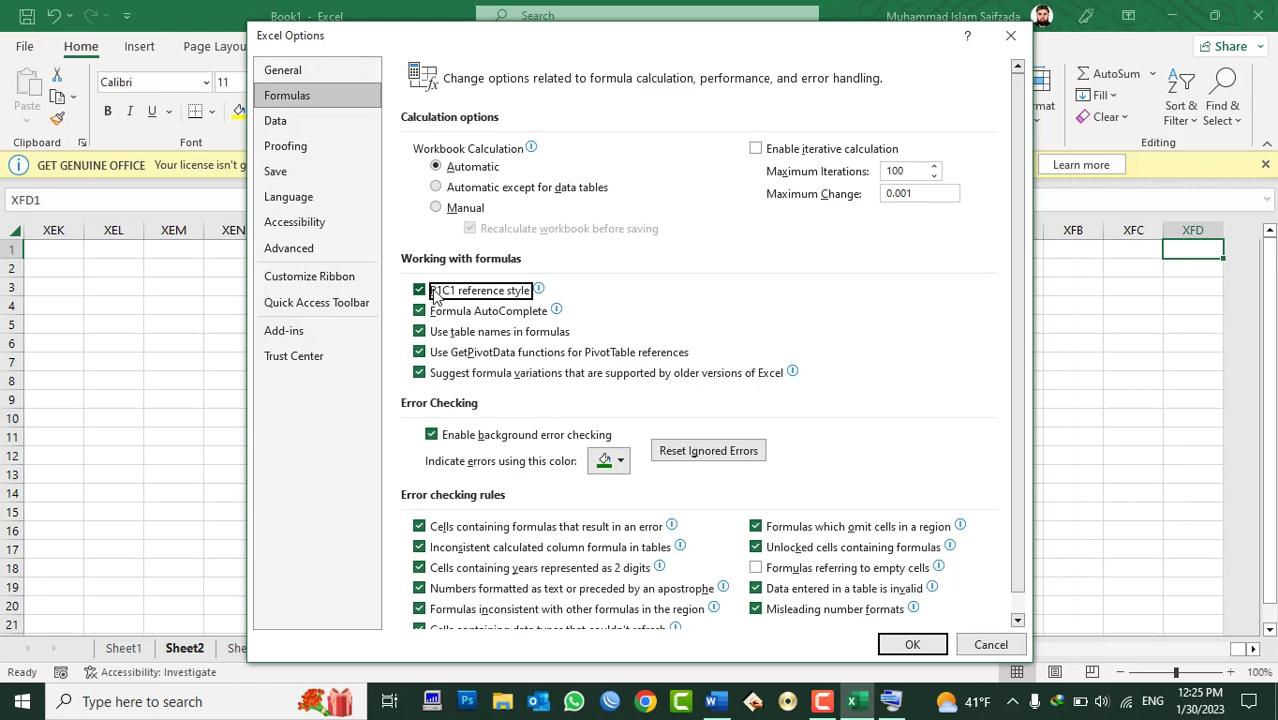 Search
Muhammad Islam Saifzada
Excel Options
?
File
Home
Insert
Share
Paste
Calibri
11
B
I
U
AutoSum
Fill
Clear
Sort &
Filter
Find &
Select
Font
Editing
GET GENUINE OFFICE
Your license isn't g
Learn more
XFD1
XEK
XEL
XEM
XEN
XFB
XFC
XFD
1
2
3
4
5
6
7
8
9
10
11
12
13
14
15
16
17
18
19
20
21
General
Formulas
Data
Proofing
Save
Language
Accessibility
Advanced
Customize Ribbon
Quick Access Toolbar
Add-ins
Trust Center
Change options related to formula calculation, performance, and error handling.
Calculation options
Workbook Calculation
Automatic
Automatic except for data tables
Manual
Recalculate workbook before saving
Enable iterative calculation
Maximum Iterations:
100
Maximum Change:
0.001
Working with formulas
R1C1 reference style
Formula AutoComplete
Use table names in formulas
Use GetPivotData functions for PivotTable references
Suggest formula variations that are supported by older versions of Excel
Error Checking
Enable background error checking
Indicate errors using this color:
Reset Ignored Errors
Error checking rules
Cells containing formulas that result in an error
Inconsistent calculated column formula in tables
Cells containing years represented as 2 digits
Numbers formatted as text or preceded by an apostrophe
Formulas inconsistent with other formulas in the region
Cells containing data types that couldn't refresh
Formulas which omit cells in a region
Unlocked cells containing formulas
Formulas referring to empty cells
Data entered in a table is invalid
Misleading number formats
OK
Cancel
Sheet1
Sheet2
She
Ready
Accessibility: Investigate
100%
Type here to search
41°F
ENG
12:25 PM
1/30/2023